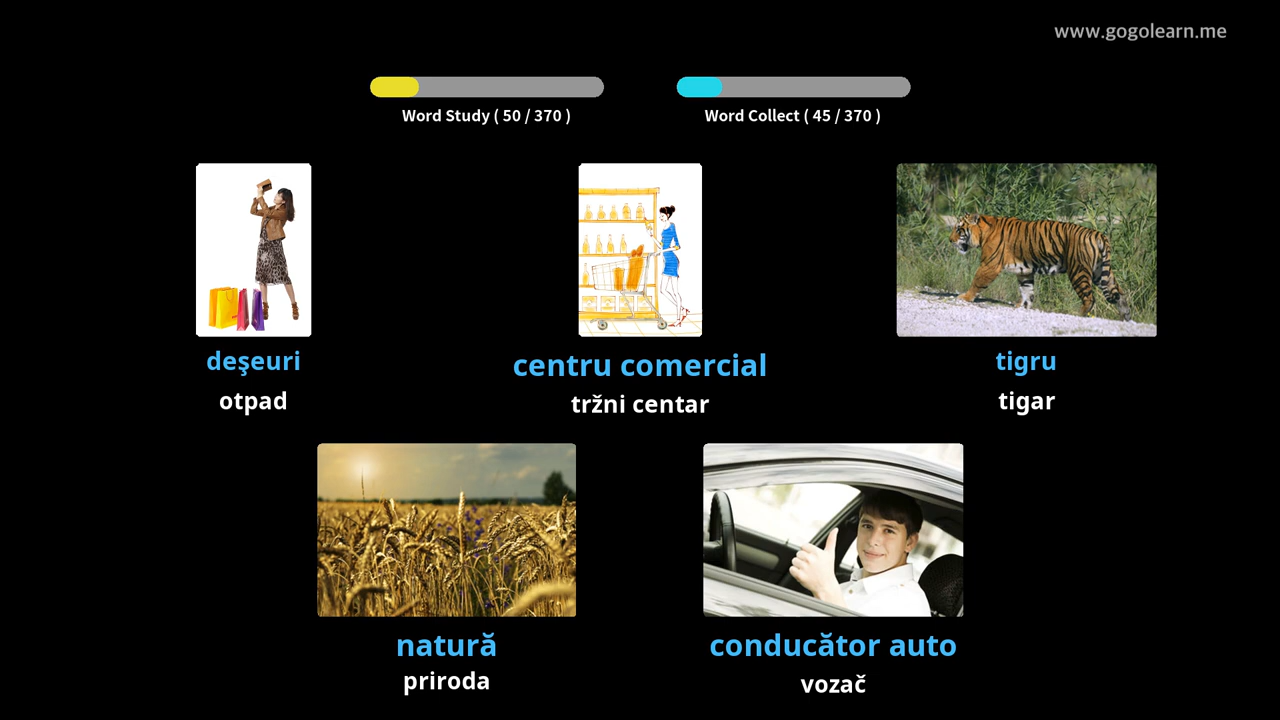 www.gogolearn.me
Word Study ( 50 / 370 )
Word Collect ( 45 / 370 )
deşeuri
centru comercial
tigru
otpad
tržni centar
tigar
natură
conducător auto
priroda
vozač